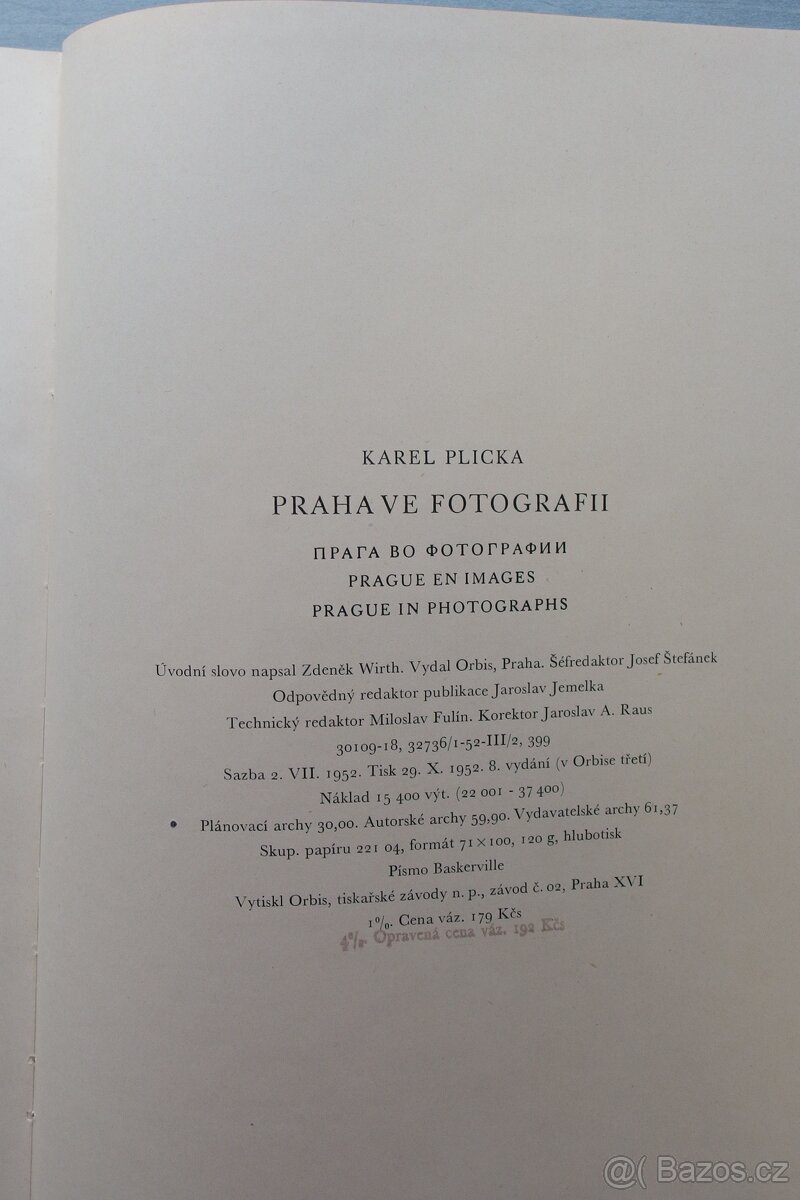 KAREL PLICKA
PRAHA VE FOTOGRAFII
ПРАГА ВО ФОТОГРАФИИ
PRAGUE EN IMAGES
PRAGUE IN PHOTOGRAPHS
Úvodní slovo napsal Zdeněk Wirth. Vydal Orbis, Praha. Šéfredaktor Josef Štefánek
Odpovědný redaktor publikace Jaroslav Jemelka
Technický redaktor Miloslav Fulín. Korektor Jaroslav A. Raus
30109-18, 32736/1-52-III/2, 399
Sazba 2. VII. 1952. Tisk 29. X. 1952. 8. vydání (v Orbise třetí)
Náklad 15 400 výt. (22 001 - 37 400)
Plánovací archy 30,00. Autorské archy 59,90. Vydavatelské archy 61,37
Skup. papíru 221 04, formát 71×100, 120 g, hlubotisk
Písmo Baskerville
Vytiskl Orbis, tiskařské závody n. p., závod č. 02, Praha XVI
1%. Cena váz. 179 Kčs
4%. Opravená cena váz. 192 Kčs
@( Bazos.cz